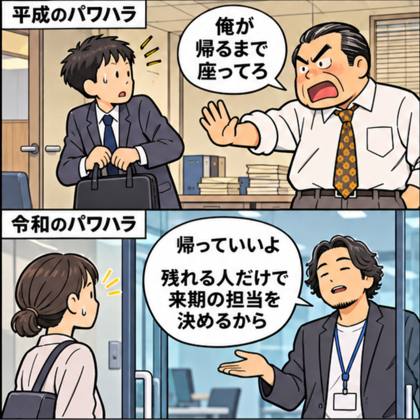 平成のパワハラ
俺が
帰るまで
座ってろ
令和のパワハラ
帰っていいよ
残れる人だけで
来期の担当を
決めるから